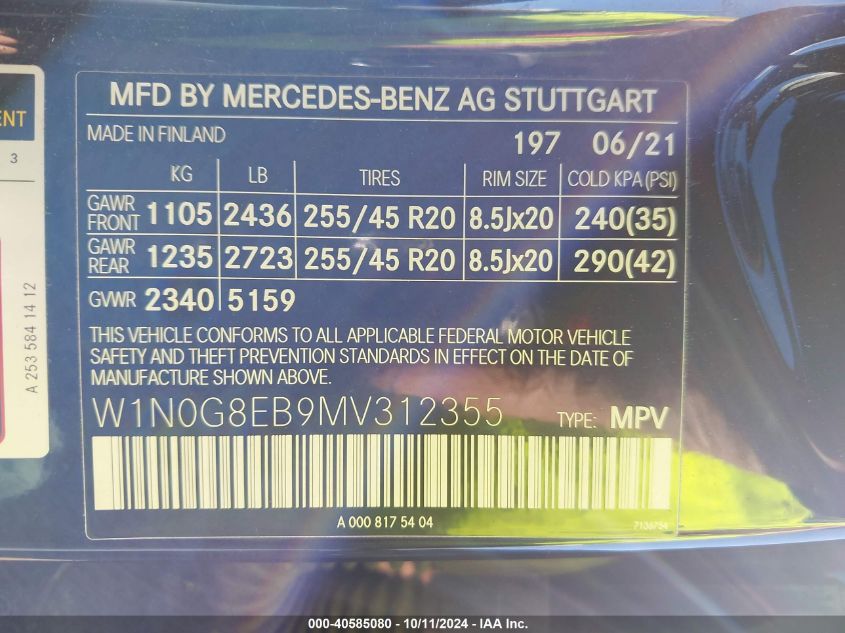 MFD BY MERCEDES-BENZ AG STUTTGART
MADE IN FINLAND 197 06/21
KG LB TIRES RIM SIZE COLD KPA (PSI)
GAWR FRONT 1105 2436 255/45 R20 8.5Jx20 240(35)
GAWR REAR 1235 2723 255/45 R20 8.5Jx20 290(42)
GVWR 2340 5159
THIS VEHICLE CONFORMS TO ALL APPLICABLE FEDERAL MOTOR VEHICLE
SAFETY AND THEFT PREVENTION STANDARDS IN EFFECT ON THE DATE OF
MANUFACTURE SHOWN ABOVE.
W1N0G8EB9MV312355 TYPE: MPV
A 000 817 54 04
ENT
3
A 253 584 14 12
000-40585080 - 10/11/2024 - IAA Inc.